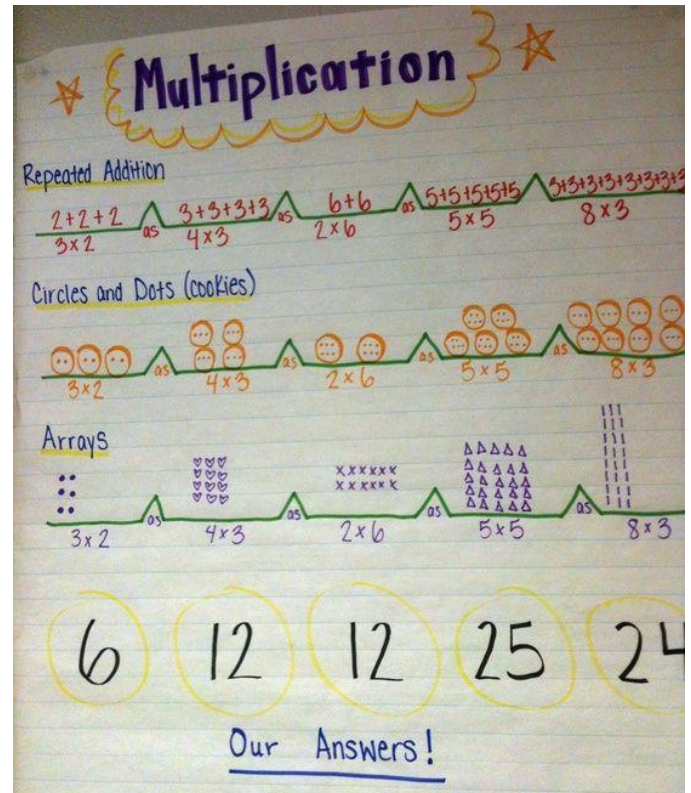 Multiplication
Repeated Addition
2+2+2 as 3+3+3+3 as 6+6 as 5+5+5+5+5 3+3+3+3+3+3+3+3
3x2 4x3 2x6 5x5 8x3
Circles and Dots (cookies)
as as as as
3x2 4x3 2x6 5x5 8x3
Arrays
xxxxxx
xxxxxx
as as as as
3x2 4x3 2x6 5x5 8x3
6 12 12 25 24
Our Answers!